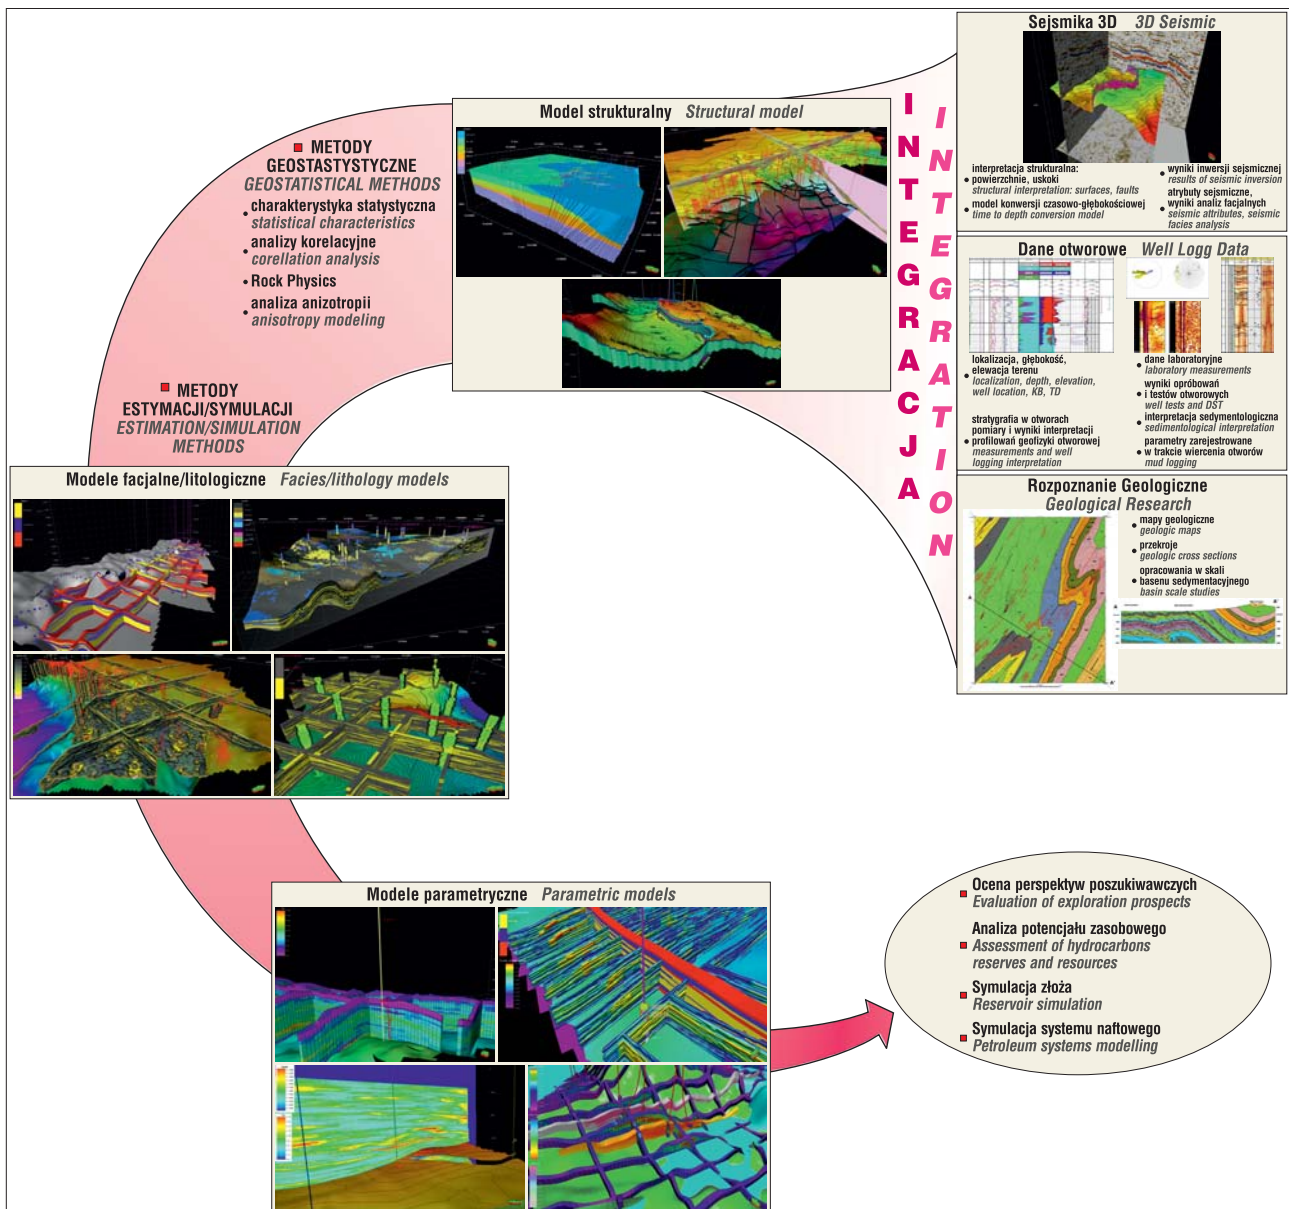 Sejsmika 3D 3D Seismic
interpretacja strukturalna:
powierzchnie, uskoki
structural interpretation: surfaces, faults
model konwersji czasowo-głębokościowej
time to depth conversion model
wyniki inwersji sejsmicznej
results of seismic inversion
atrybuty sejsmiczne,
wyniki analiz facjalnych
seismic attributes, seismic
facies analysis
INTEGRACJA
INTEGRATION
Model strukturalny Structural model
METODY
GEOSTASTYSTYCZNE
GEOSTATISTICAL METHODS
charakterystyka statystyczna
statistical characteristics
analizy korelacyjne
corellation analysis
Rock Physics
analiza anizotropii
anisotropy modeling
METODY
ESTYMACJI/SYMULACJI
ESTIMATION/SIMULATION
METHODS
Dane otworowe Well Logg Data
lokalizacja, głębokość,
elewacja terenu
localization, depth, elevation,
well location, KB, TD
stratygrafia w otworach
pomiary i wyniki interpretacji
profilowań geofizyki otworowej
measurements and well
logging interpretation
dane laboratoryjne
laboratory measurements
wyniki opróbowań
i testów otworowych
well tests and DST
interpretacja sedymentologiczna
sedimentological interpretation
parametry zarejestrowane
w trakcie wiercenia otworów
mud logging
Rozpoznanie Geologiczne
Geological Research
mapy geologiczne
geologic maps
przekroje
geologic cross sections
opracowania w skali
basenu sedymentacyjnego
basin scale studies
Modele facjalne/litologiczne Facies/lithology models
Modele parametryczne Parametric models
Ocena perspektyw poszukiwawczych
Evaluation of exploration prospects
Analiza potencjału zasobowego
Assessment of hydrocarbons
reserves and resources
Symulacja złoża
Reservoir simulation
Symulacja systemu naftowego
Petroleum systems modelling